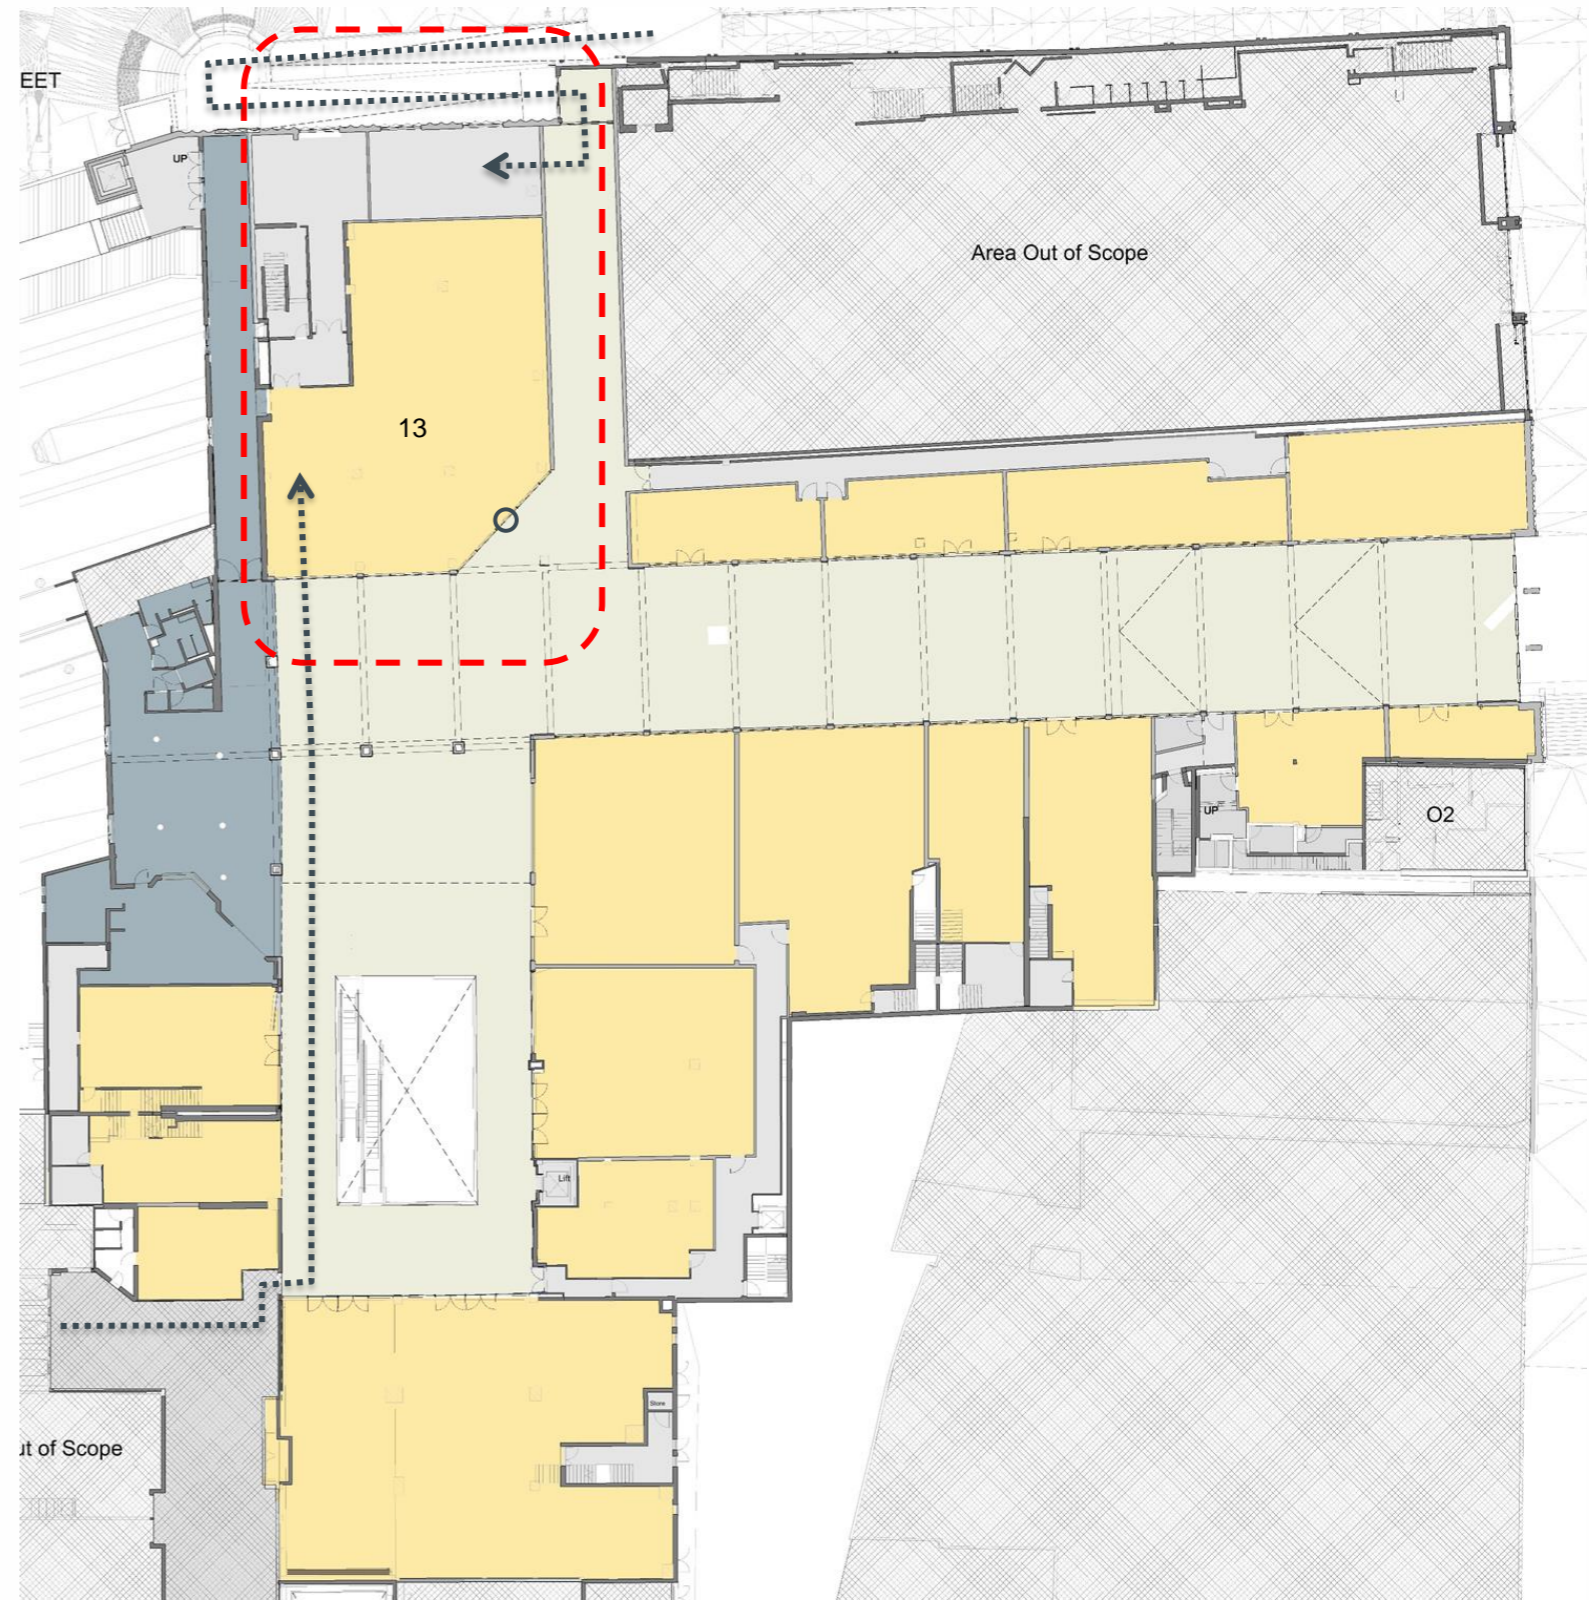 EET
UP
Area Out of Scope
13
UP
O2
Lift
Store
ut of Scope